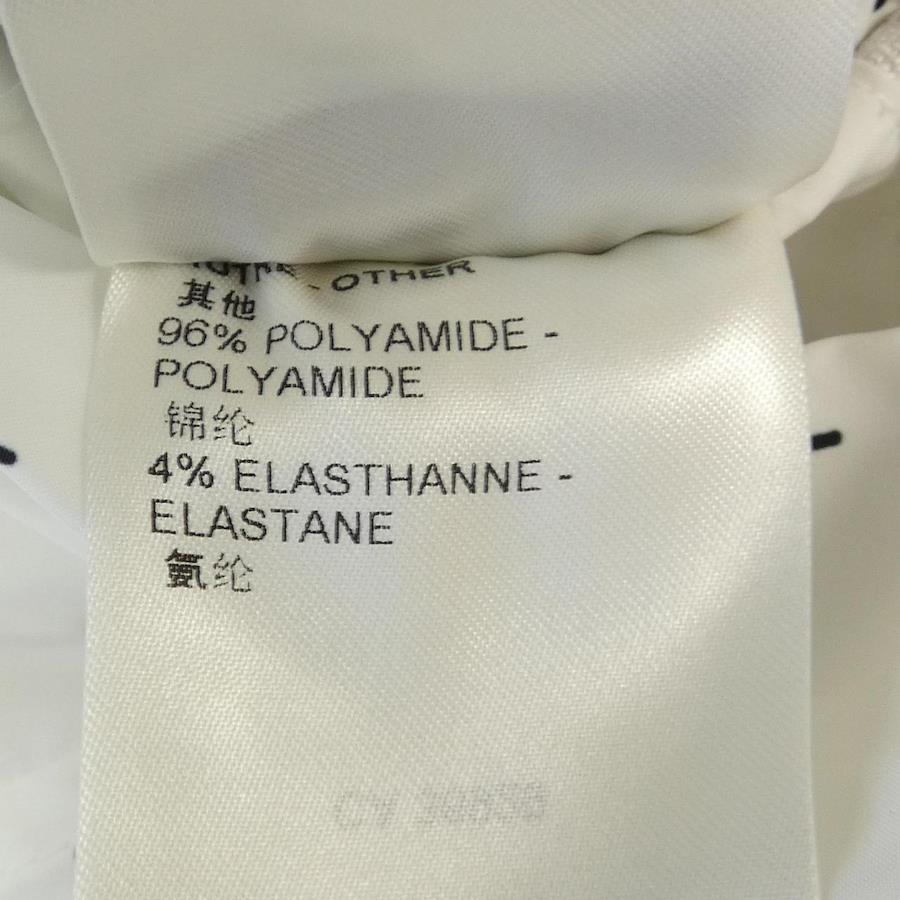 - OTHER
其他
96% POLYAMIDE -
POLYAMIDE
锦纶
4% ELASTHANNE -
ELASTANE
氨纶